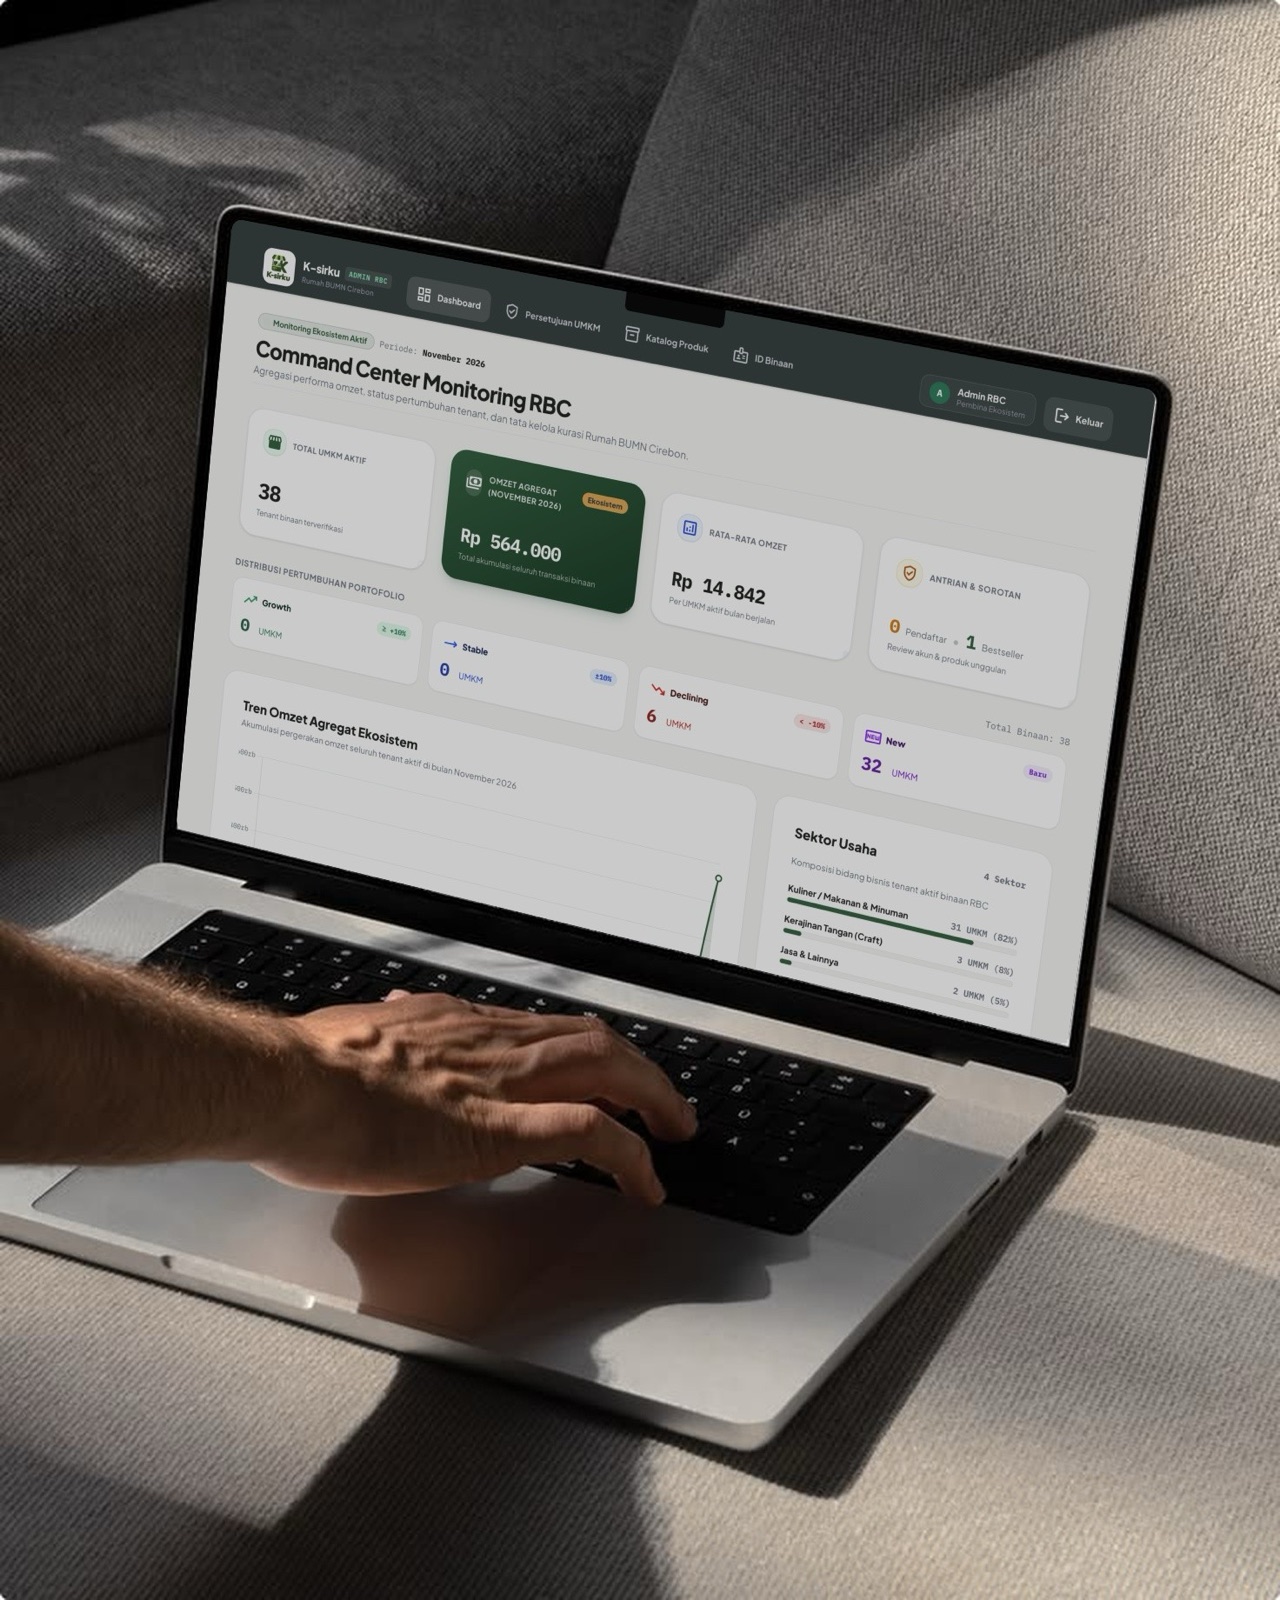 K-sirku ADMIN RBC
Rumah BUMN Cirebon
K-sirku
Dashboard
Persetujuan UMKM
Katalog Produk
ID Binaan
A
Admin RBC
Pembina Ekosistem
Keluar
Monitoring Ekosistem Aktif
Periode: November 2026
Command Center Monitoring RBC
Agregasi performa omzet, status pertumbuhan tenant, dan tata kelola kurasi Rumah BUMN Cirebon.
TOTAL UMKM AKTIF
38
Tenant binaan terverifikasi
OMZET AGREGAT
(NOVEMBER 2026)
Ekosistem
Rp 564.000
Total akumulasi seluruh transaksi binaan
RATA-RATA OMZET
Rp 14.842
Per UMKM aktif bulan berjalan
ANTRIAN & SOROTAN
0 Pendaftar • 1 Bestseller
Review akun & produk unggulan
DISTRIBUSI PERTUMBUHAN PORTOFOLIO
Total Binaan: 38
Growth
≥ +10%
0 UMKM
Stable
±10%
0 UMKM
Declining
< -10%
6 UMKM
NEW
New
Baru
32 UMKM
Tren Omzet Agregat Ekosistem
Akumulasi pergerakan omzet seluruh tenant aktif di bulan November 2026
Sektor Usaha
4 Sektor
Komposisi bidang bisnis tenant aktif binaan RBC
Kuliner / Makanan & Minuman
31 UMKM (82%)
Kerajinan Tangan (Craft)
3 UMKM (8%)
Jasa & Lainnya
2 UMKM (5%)
esc
Q
W
1
2
3
O
P
Ü
Ä